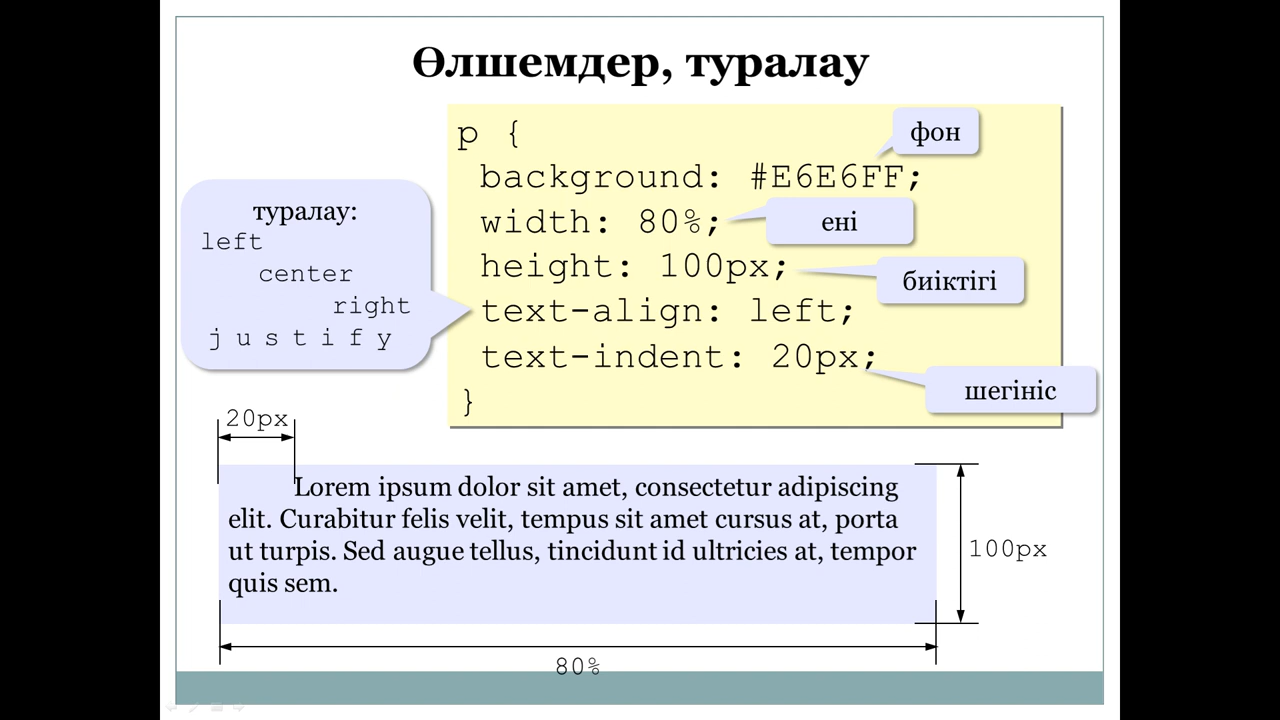 Өлшемдер, туралау
p {
background: #E6E6FF;
width: 80%;
height: 100px;
text-align: left;
text-indent: 20px;
}
фон
ені
биіктігі
шегініс
туралау:
left
center
right
j u s t i f y
20px
Lorem ipsum dolor sit amet, consectetur adipiscing
elit. Curabitur felis velit, tempus sit amet cursus at, porta
ut turpis. Sed augue tellus, tincidunt id ultricies at, tempor
quis sem.
100px
80%